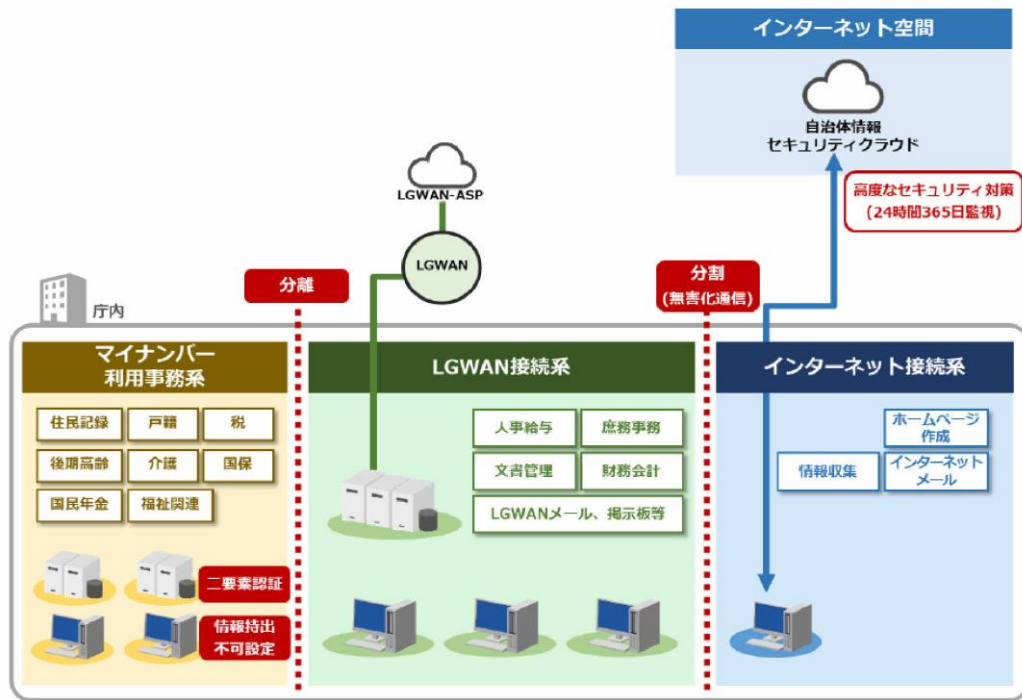 インターネット空間
自治体情報
セキュリティクラウド
高度なセキュリティ対策
(24時間365日監視)
LGWAN-ASP
LGWAN
分離
分割
(無害化通信)
庁内
マイナンバー
利用事務系
住民記録
戸籍
税
後期高齢
介護
国保
国民年金
福祉関連
二要素認証
情報持出
不可設定
LGWAN接続系
人事給与
庶務事務
文書管理
財務会計
LGWANメール、掲示板等
インターネット接続系
ホームページ
作成
情報収集
インターネット
メール